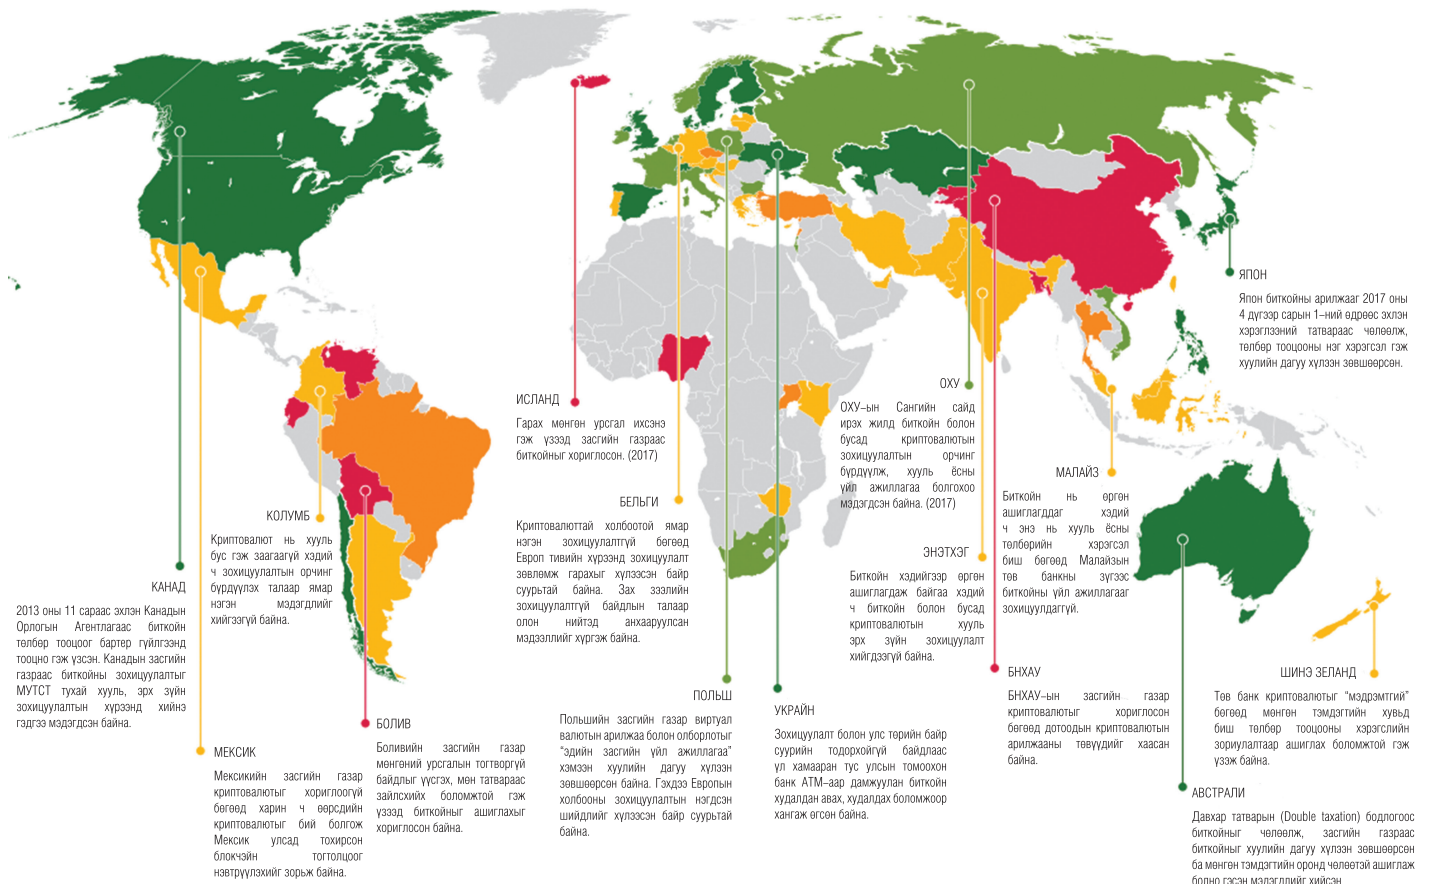 ЯПОН
Япон биткойны арилжааг 2017 оны
4 дүгээр сарын 1–ний өдрөөс эхлэн
хэрэглээний татвараас чөлөөлж,
төлбөр тооцооны нэг хэрэгсэл гэж
хуулийн дагуу хүлээн зөвшөөрсөн.
ИСЛАНД
Гарах мөнгөн урсгал ихсэнэ
гэж үзээд засгийн газраас
биткойныг хориглосон. (2017)
ОХУ
ОХУ–ын Сангийн сайд
ирэх жилд биткойн болон
бусад криптовалютын
зохицуулалтын орчинг
бүрдүүлж, хууль ёсны
үйл ажиллагаа болгохоо
мэдэгдсэн байна. (2017)
МАЛАЙЗ
Биткойн нь өргөн
ашиглагддаг хэдий
ч энэ нь хууль ёсны
төлбөрийн хэрэгсэл
биш бөгөөд Малайзын
төв банкны зүгээс
биткойны үйл ажиллагааг
зохицуулдаггүй.
БЕЛЬГИ
Криптовалюттай холбоотой ямар
нэгэн зохицуулалтгүй бөгөөд
Европ тивийн хүрээнд зохицуулалт
зөвлөмж гарахыг хүлээсэн байр
сууртай байна. Зах зээлийн
зохицуулалтгүй байдлын талаар
олон нийтэд анхааруулсан
мэдээллийг хүргэж байна.
КОЛУМБ
Криптовалют нь хууль
бус гэж заагаагүй хэдий
ч зохицуулалтын орчинг
бүрдүүлэх талаар ямар
нэгэн мэдэгдлийг
хийгээгүй байна.
ЭНЭТХЭГ
Биткойн хэдийгээр өргөн
ашиглагдаж байгаа хэдий
ч биткойн болон бусад
криптовалютын хууль
эрх зүйн зохицуулалт
хийгдээгүй байна.
КАНАД
2013 оны 11 сараас эхлэн Канадын
Орлогын Агентлагаас биткойн
төлбөр тооцоог бартер гүйлгээнд
тооцно гэж үзсэн. Канадын засгийн
газраас биткойны зохицуулалтыг
МУТСТ тухай хууль, эрх зүйн
зохицуулалтын хүрээнд хийнэ
гэдгээ мэдэгдсэн байна.
БНХАУ
БНХАУ–ын засгийн газар
криптовалютыг хориглосон
бөгөөд дотоодын криптовалютын
арилжааны төвүүдийг хаасан
байна.
ШИНЭ ЗЕЛАНД
Төв банк криптовалютыг “мэдрэмтгий”
бөгөөд мөнгөн тэмдэгтийн хувьд
биш төлбөр тооцооны хэрэгслийн
зориулалтаар ашиглах боломжтой гэж
үзэж байна.
ПОЛЬШ
Польшийн засгийн газар виртуал
валютын арилжаа болон олборлотыг
“эдийн засгийн үйл ажиллагаа”
хэмээн хуулийн дагуу хүлээн
зөвшөөрсөн байна. Гэхдээ Европын
холбооны зохицуулалтын нэгдсэн
шийдлийг хүлээсэн байр сууьтай
байна.
УКРАЙН
Зохицуулалт болон улс төрийн байр
суурийн тодорхойгүй байдлаас
үл хамааран тус улсын томоохон
банк АТМ–аар дамжуулан биткойн
худалдан авах, худалдах боломжоор
хангаж өгсөн байна.
БОЛИВ
Боливийн засгийн газар
мөнгөний урсгалын тогтворгүй
байдлыг үүсгэх, мөн татвараас
зайлсхийх боломжтой гэж
үзээд биткойныг ашиглахыг
хориглосон байна.
МЕКСИК
Мексикийн засгийн газар
криптовалютыг хориглоогүй
бөгөөд харин ч өөрсдийн
криптовалютыг бий болгож
Мексик улсад тохирсон
блокчэйн тогтолцоог
нэвтрүүлэхийг зорьж байна.
АВСТРАЛИ
Давхар татварын (Double taxation) бодлогоос
биткойныг чөлөөлж, засгийн газраас
биткойныг хуулийн дагуу хүлээн зөвшөөрсөн
ба мөнгөн тэмдэгтийн оронд чөлөөтэй ашиглаж
болно гэсэн мэдэгдлийг хийсэн.